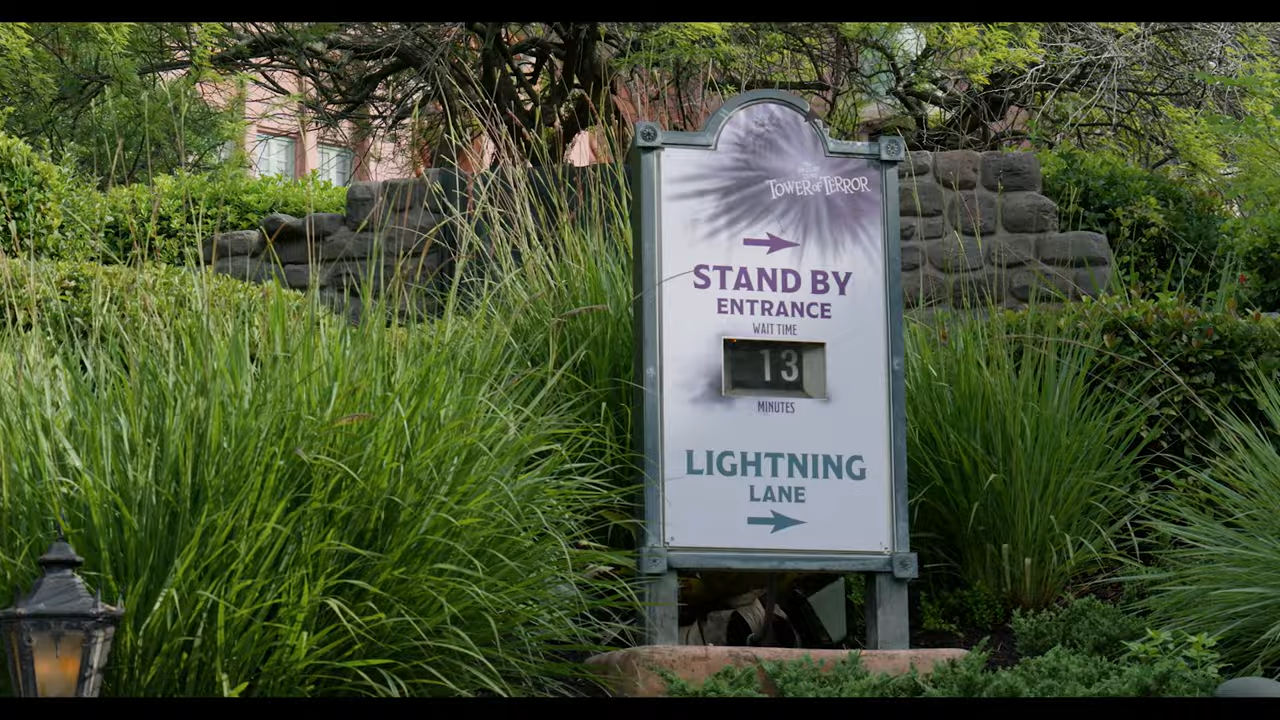 TOWER OF TERROR
STAND BY
ENTRANCE
WAIT TIME
13
MINUTES
LIGHTNING
LANE